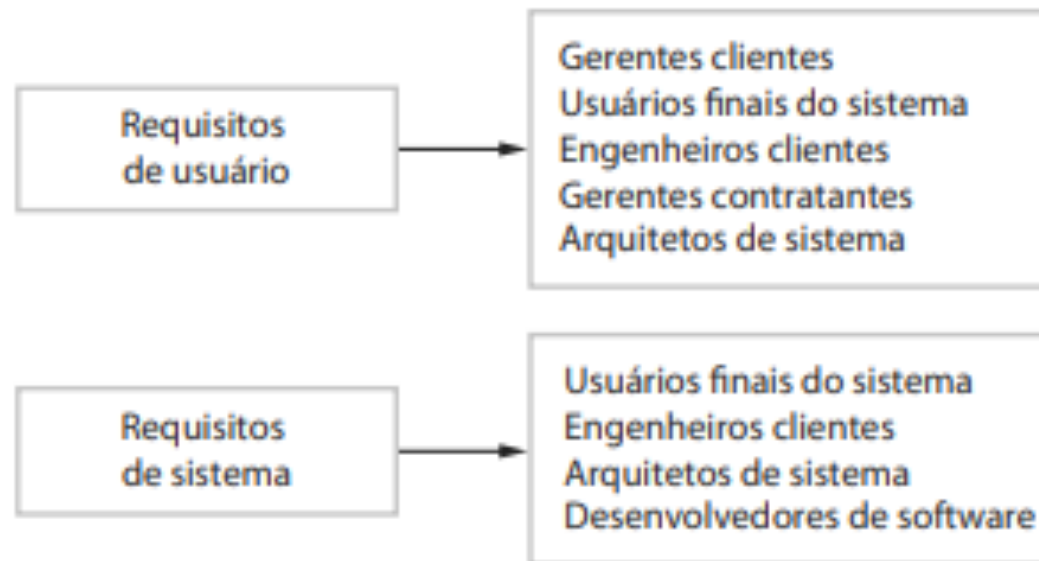 Requisitos
de usuário
Gerentes clientes
Usuários finais do sistema
Engenheiros clientes
Gerentes contratantes
Arquitetos de sistema
Requisitos
de sistema
Usuários finais do sistema
Engenheiros clientes
Arquitetos de sistema
Desenvolvedores de software